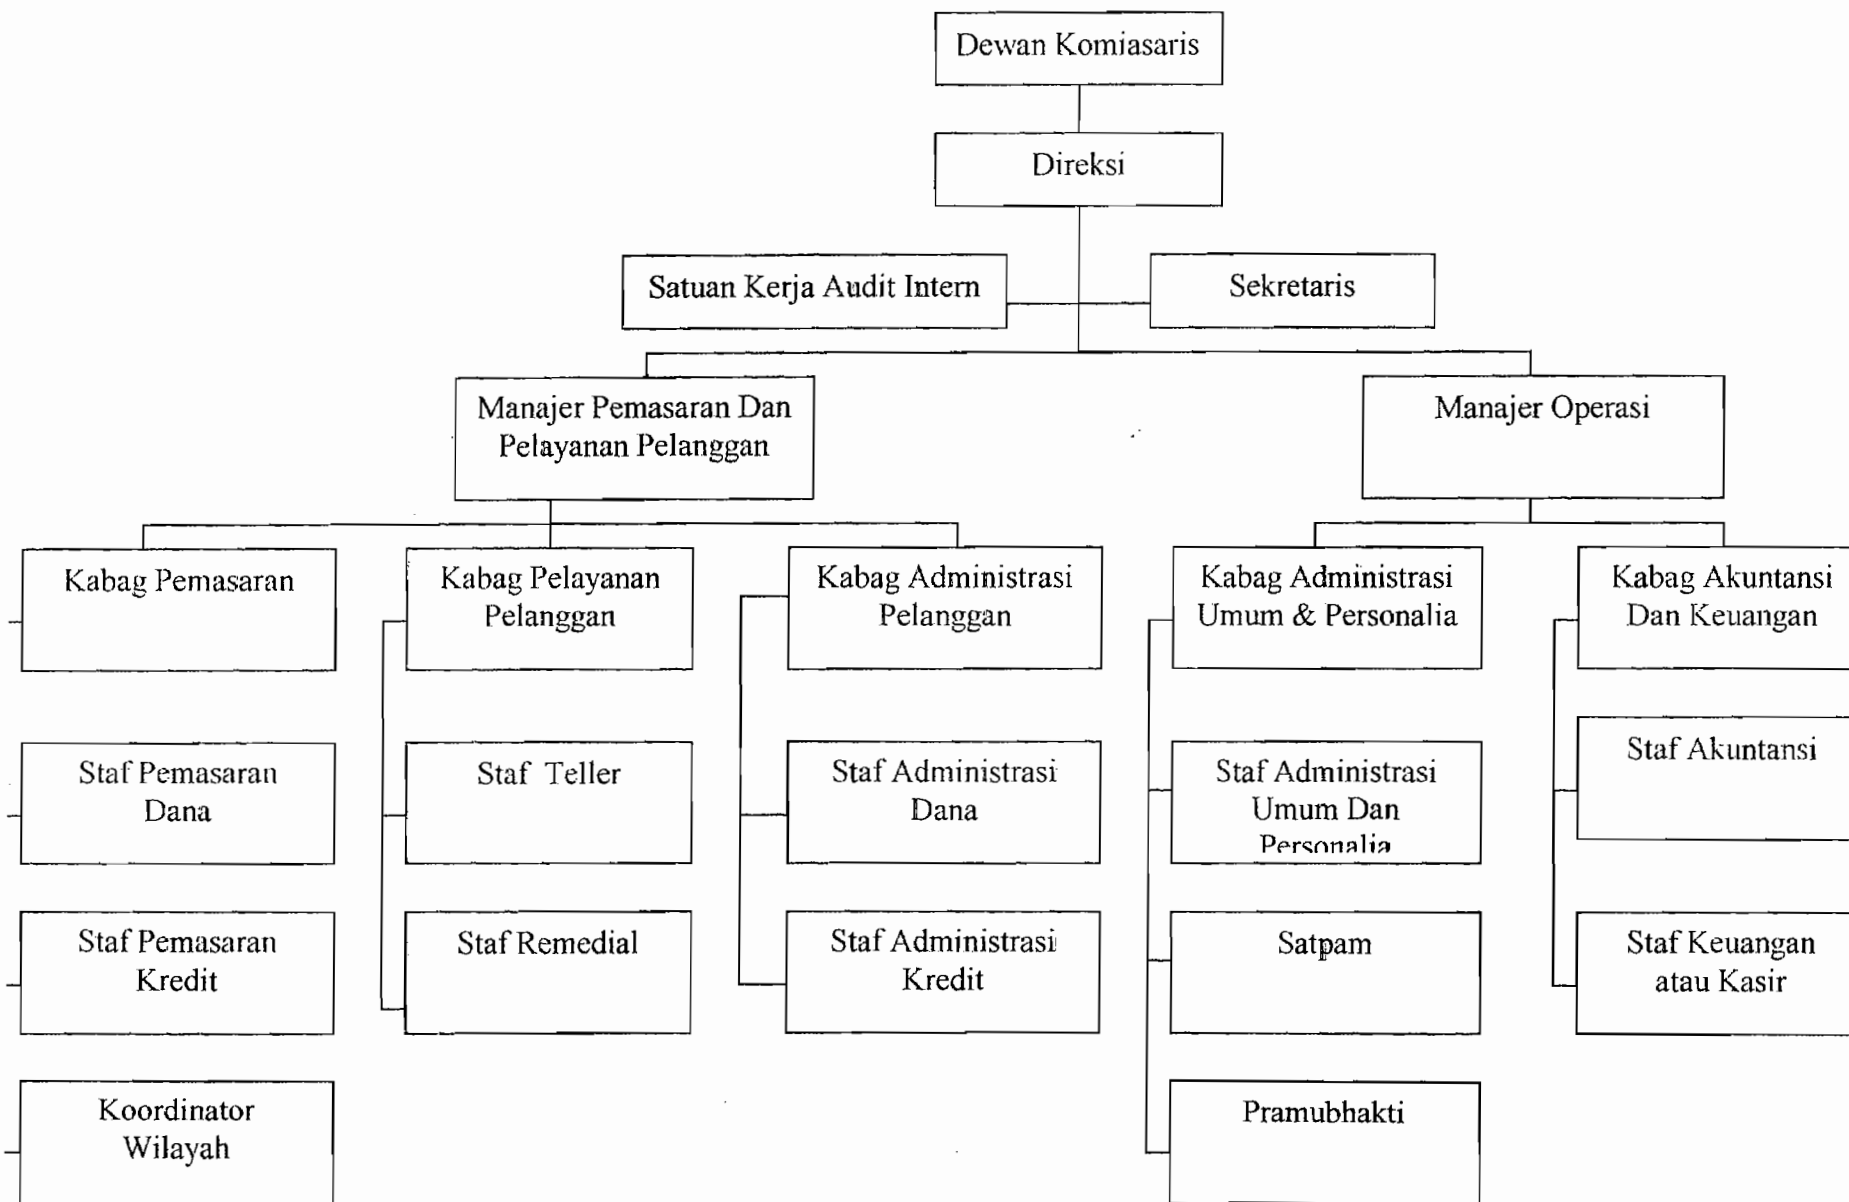 Dewan Komiasaris
Direksi
Satuan Kerja Audit Intern
Sekretaris
Manajer Pemasaran Dan
Pelayanan Pelanggan
Manajer Operasi
Kabag Pemasaran
Kabag Pelayanan
Pelanggan
Kabag Administrasi
Pelanggan
Kabag Administrasi
Umum & Personalia
Kabag Akuntansi
Dan Keuangan
Staf Pemasaran
Dana
Staf Teller
Staf Administrasi
Dana
Staf Administrasi
Umum Dan
Personalia
Staf Akuntansi
Staf Pemasaran
Kredit
Staf Remedial
Staf Administrasi
Kredit
Satpam
Staf Keuangan
atau Kasir
Koordinator
Wilayah
Pramubhakti